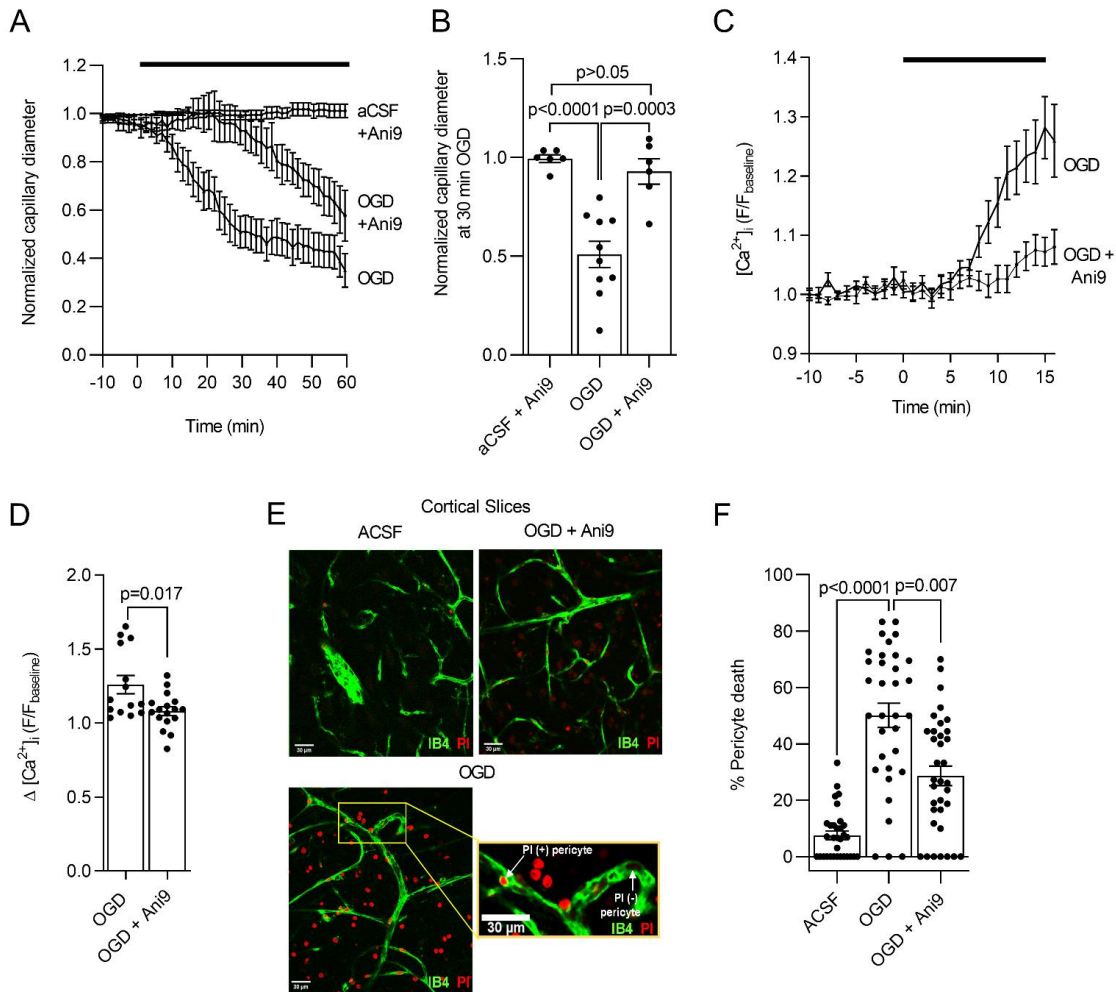 A
1.2
1.0
0.8
0.6
0.4
0.2
0.0
Normalized capillary diameter
-10 0 10 20 30 40 50 60
Time (min)
aCSF
+Ani9
OGD
+Ani9
OGD
B
1.5
1.0
0.5
0.0
Normalized capillary diameter
at 30 min OGD
p>0.05
p<0.0001
p=0.0003
aCSF + Ani9
OGD
OGD + Ani9
C
1.4
1.3
1.2
1.1
1.0
0.9
[Ca2+]i (F/Fbaseline)
-10 -5 0 5 10 15
Time (min)
OGD
OGD +
Ani9
D
2.0
1.5
1.0
0.5
0.0
Δ [Ca2+]i (F/Fbaseline)
p=0.017
OGD
OGD + Ani9
E
Cortical Slices
ACSF
OGD + Ani9
30 µm
IB4 PI
30 µm
IB4 PI
OGD
30 µm
IB4 PI
PI (+) pericyte
PI (-)
pericyte
30 µm
IB4 PI
F
100
80
60
40
20
0
% Pericyte death
p<0.0001
p=0.007
ACSF
OGD
OGD + Ani9